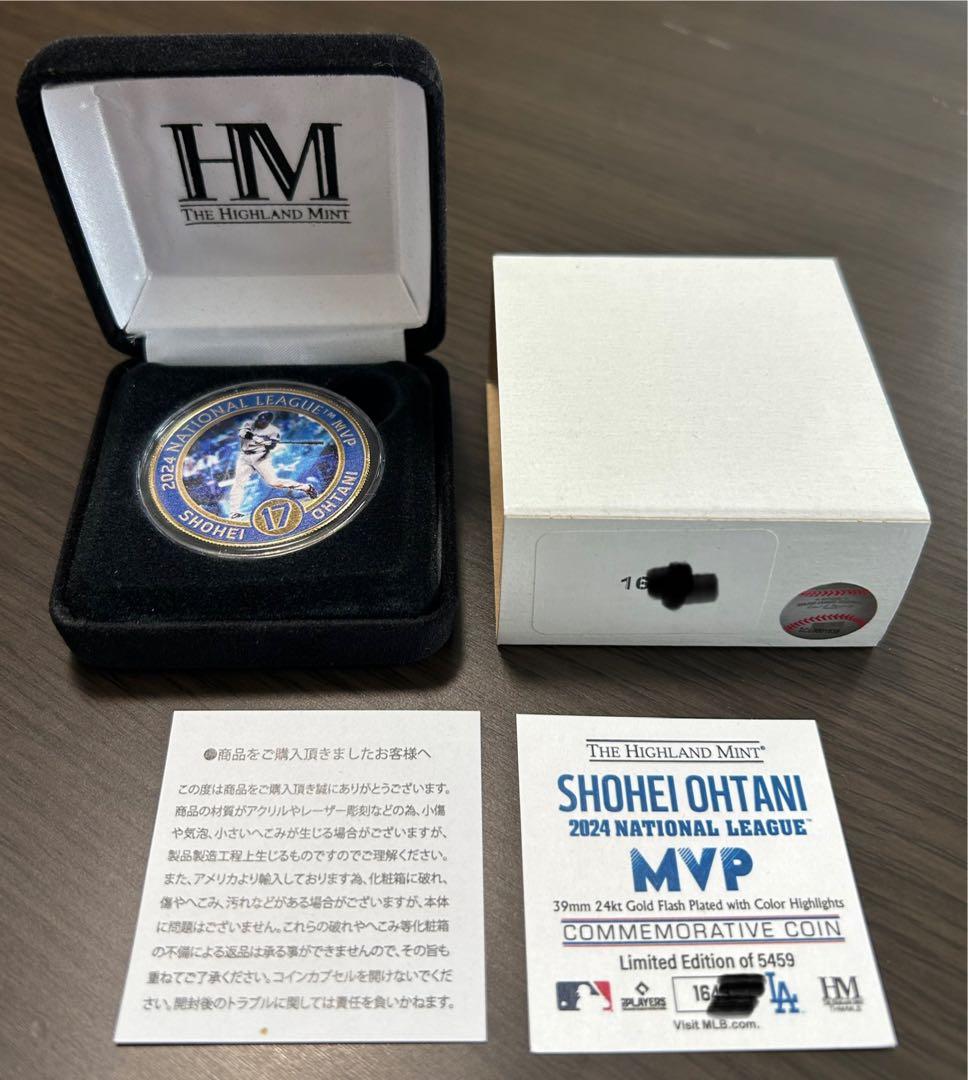 HM
THE HIGHLAND MINT
2024 NATIONAL LEAGUE™ MVP
SHOHEI OHTANI
17
16
●商品をご購入頂きましたお客様へ
この度は商品をご購入頂き誠にありがとうございます。
商品の材質がアクリルやレーザー彫刻などの為、小傷
や気泡、小さいへこみが生じる場合がございますが、
製品製造工程上生じるものですのでご理解ください。
また、アメリカより輸入しております為、化粧箱に破れ、
傷やへこみ、汚れなどがある場合がございますが、本体
に問題はございません。これらの破れやへこみ等化粧箱
の不備による返品は承る事ができませんので、その旨も
重ねてご了承ください。コインカプセルを開けないでくだ
さい。開封後のトラブルに関しては責任を負いかねます。
THE HIGHLAND MINT®
SHOHEI OHTANI
2024 NATIONAL LEAGUE™
MVP
39mm 24kt Gold Flash Plated with Color Highlights
COMMEMORATIVE COIN
Limited Edition of 5459
PLAYERS
16
LA
HM
Visit MLB.com.